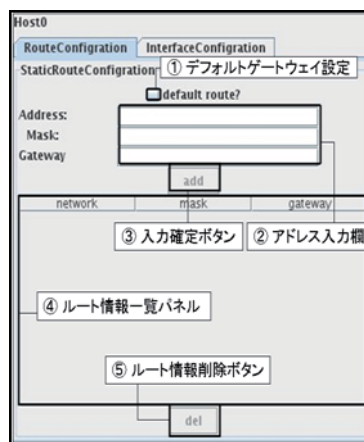 Host0
RouteConfigration InterfaceConfigration
StaticRouteConfigration
① デフォルトゲートウェイ設定
default route?
Address:
Mask:
Gateway
add
network mask gateway
③ 入力確定ボタン ② アドレス入力欄
④ ルート情報一覧パネル
⑤ ルート情報削除ボタン
del